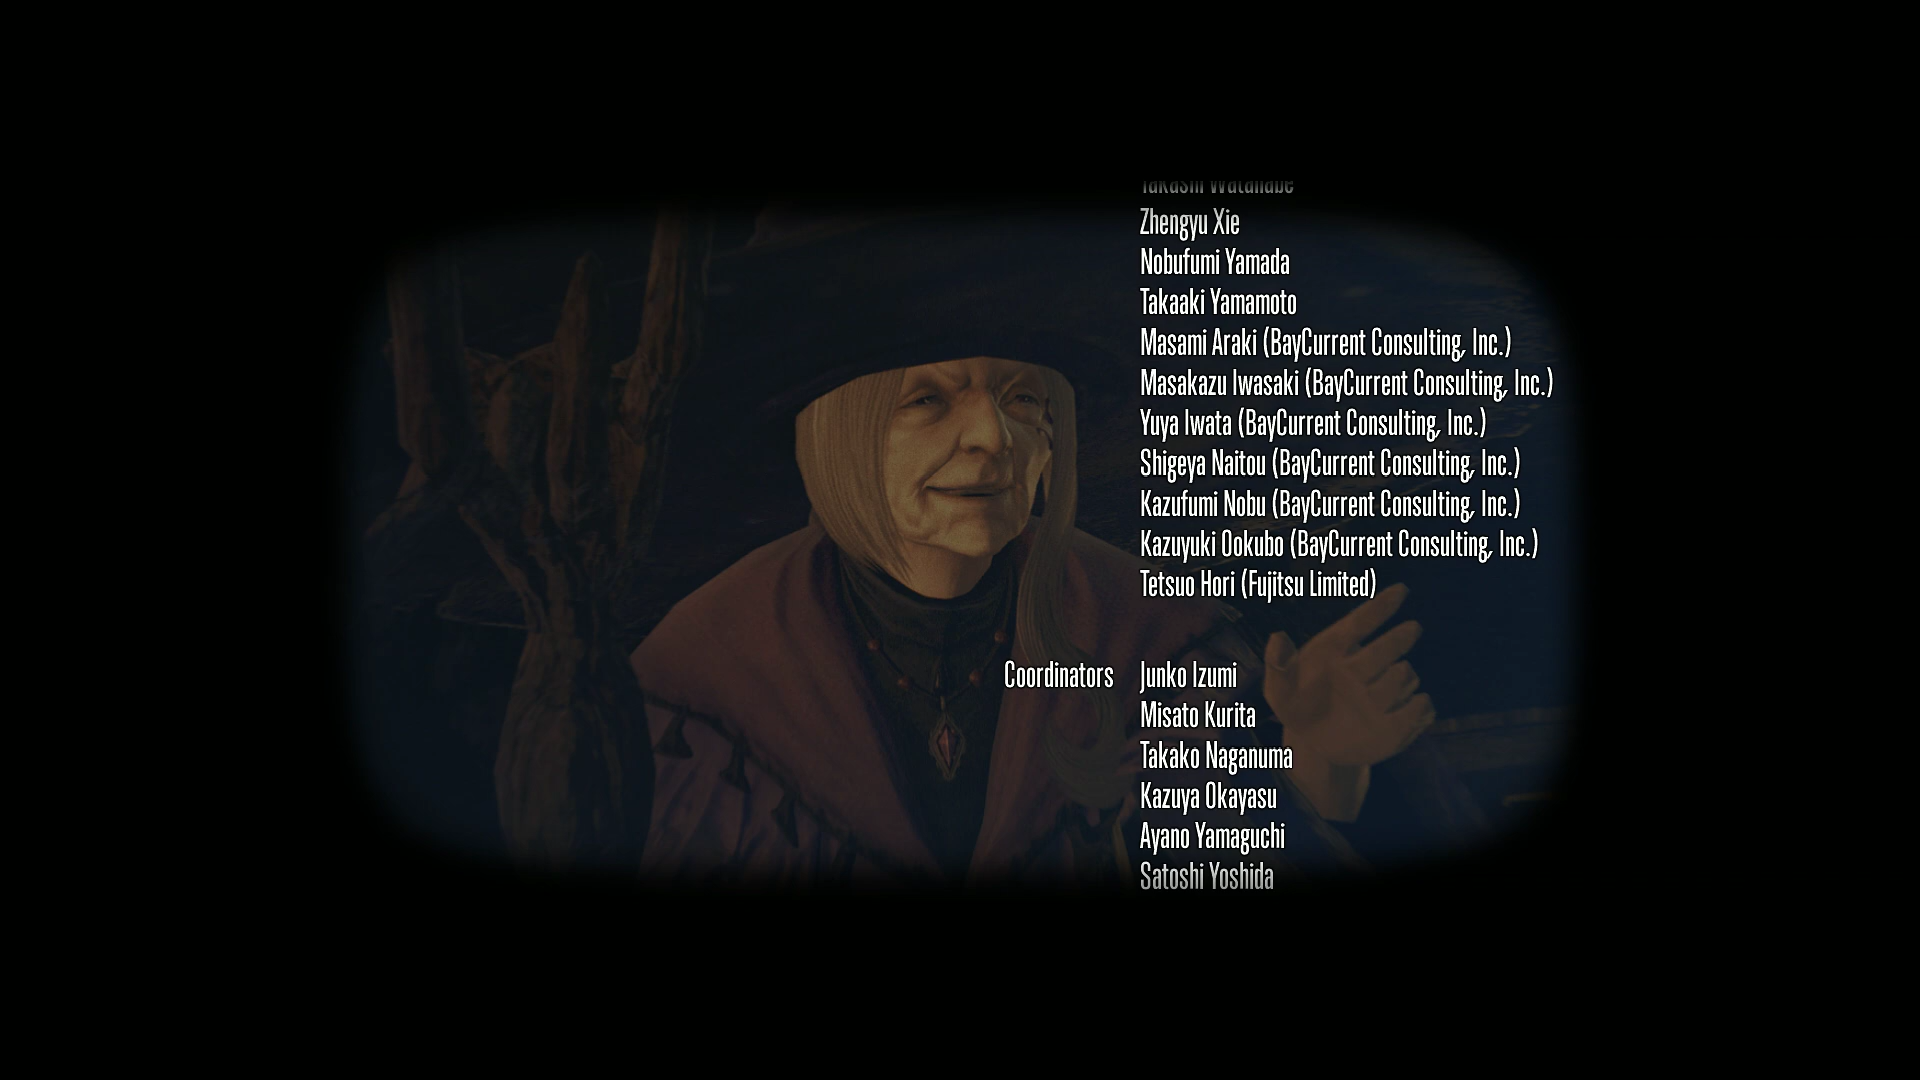 Takashi Watanabe
Zhengyu Xie
Nobufumi Yamada
Takaaki Yamamoto
Masami Araki (BayCurrent Consulting, Inc.)
Masakazu Iwasaki (BayCurrent Consulting, Inc.)
Yuya Iwata (BayCurrent Consulting, Inc.)
Shigeya Naitou (BayCurrent Consulting, Inc.)
Kazufumi Nobu (BayCurrent Consulting, Inc.)
Kazuyuki Ookubo (BayCurrent Consulting, Inc.)
Tetsuo Hori (Fujitsu Limited)
Coordinators Junko Izumi
Misato Kurita
Takako Naganuma
Kazuya Okayasu
Ayano Yamaguchi
Satoshi Yoshida